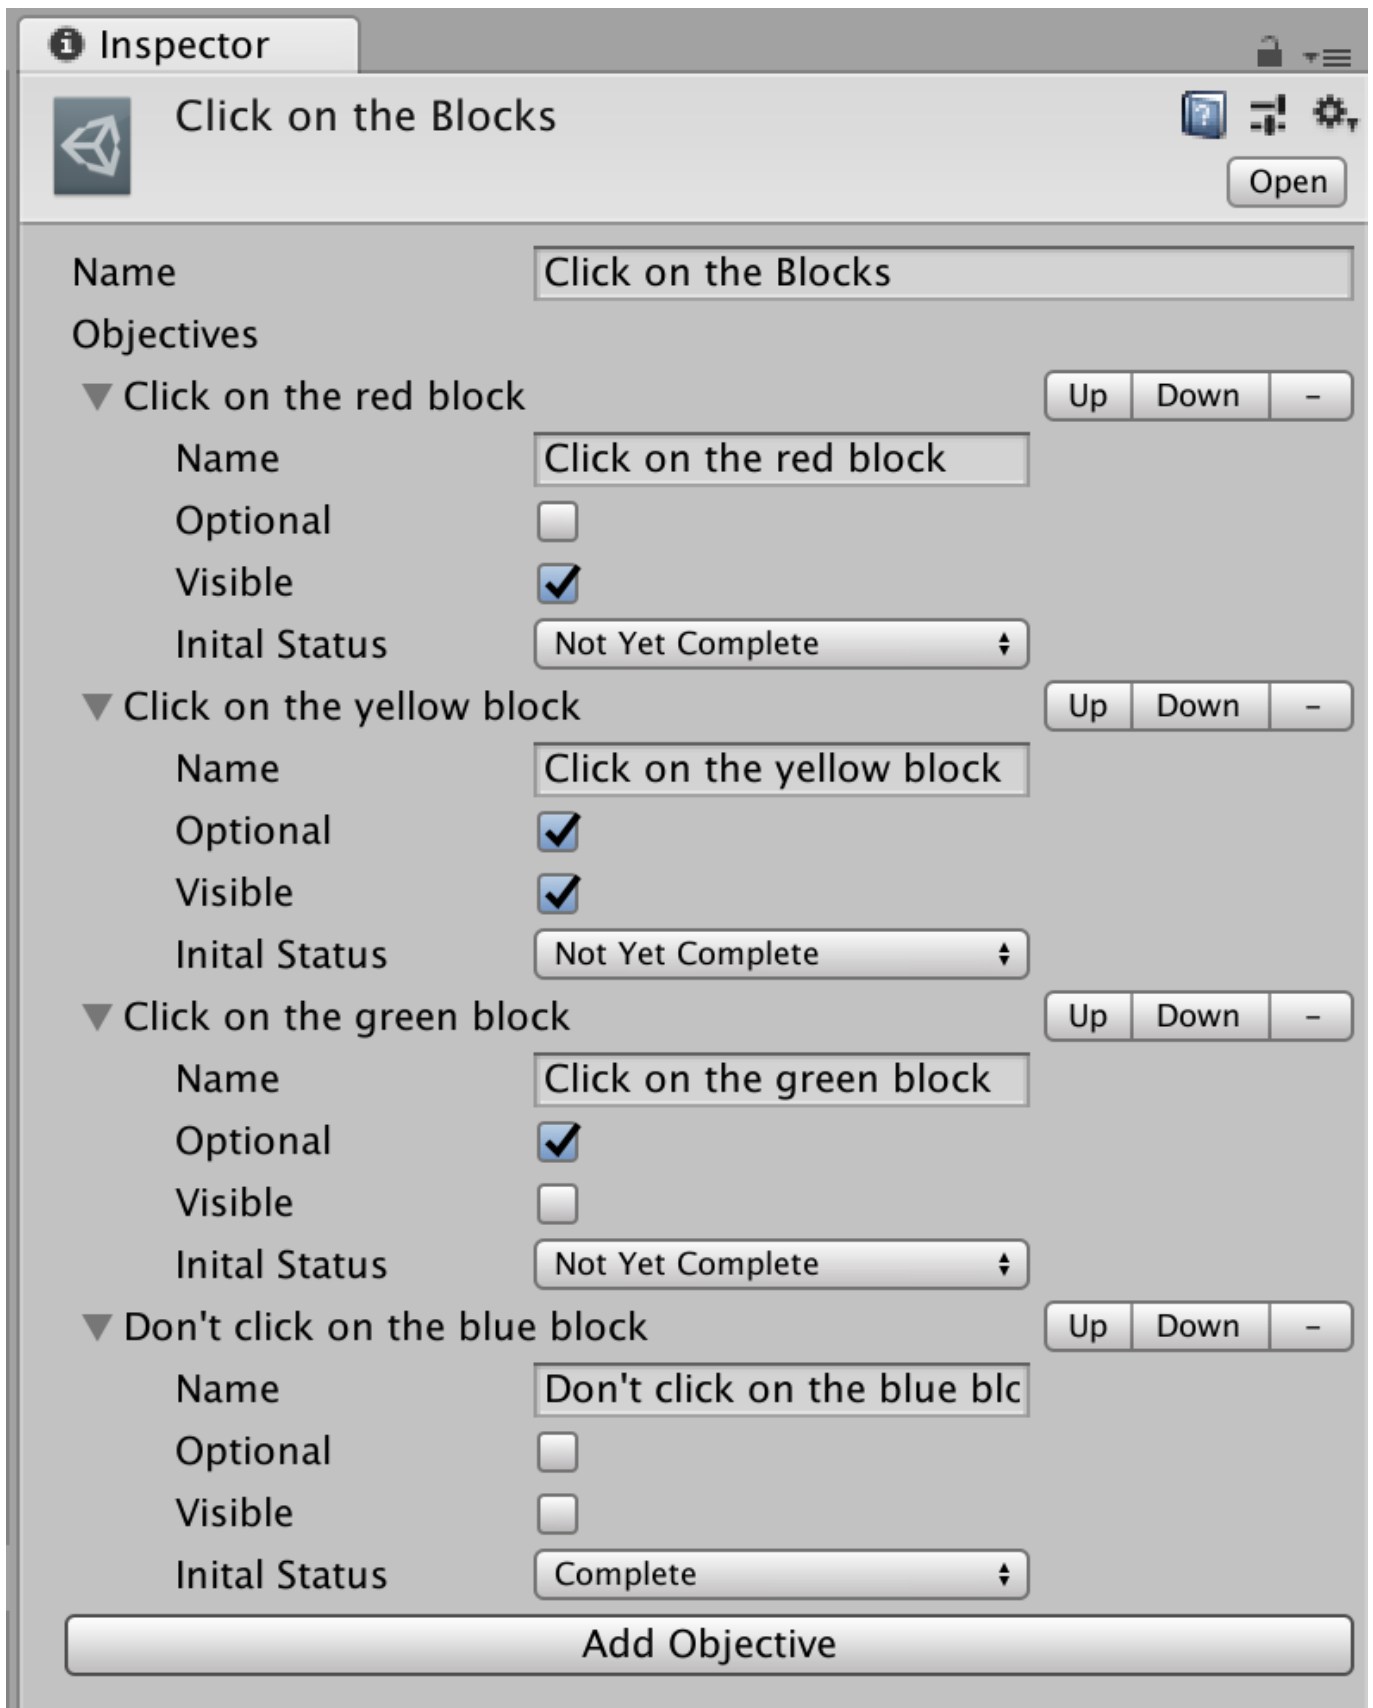 Inspector
Click on the Blocks
Open
Name Click on the Blocks
Objectives
Click on the red block Up Down -
Name Click on the red block
Optional
Visible
Inital Status Not Yet Complete
Click on the yellow block Up Down -
Name Click on the yellow block
Optional
Visible
Inital Status Not Yet Complete
Click on the green block Up Down -
Name Click on the green block
Optional
Visible
Inital Status Not Yet Complete
Don't click on the blue block Up Down -
Name Don't click on the blue blc
Optional
Visible
Inital Status Complete
Add Objective